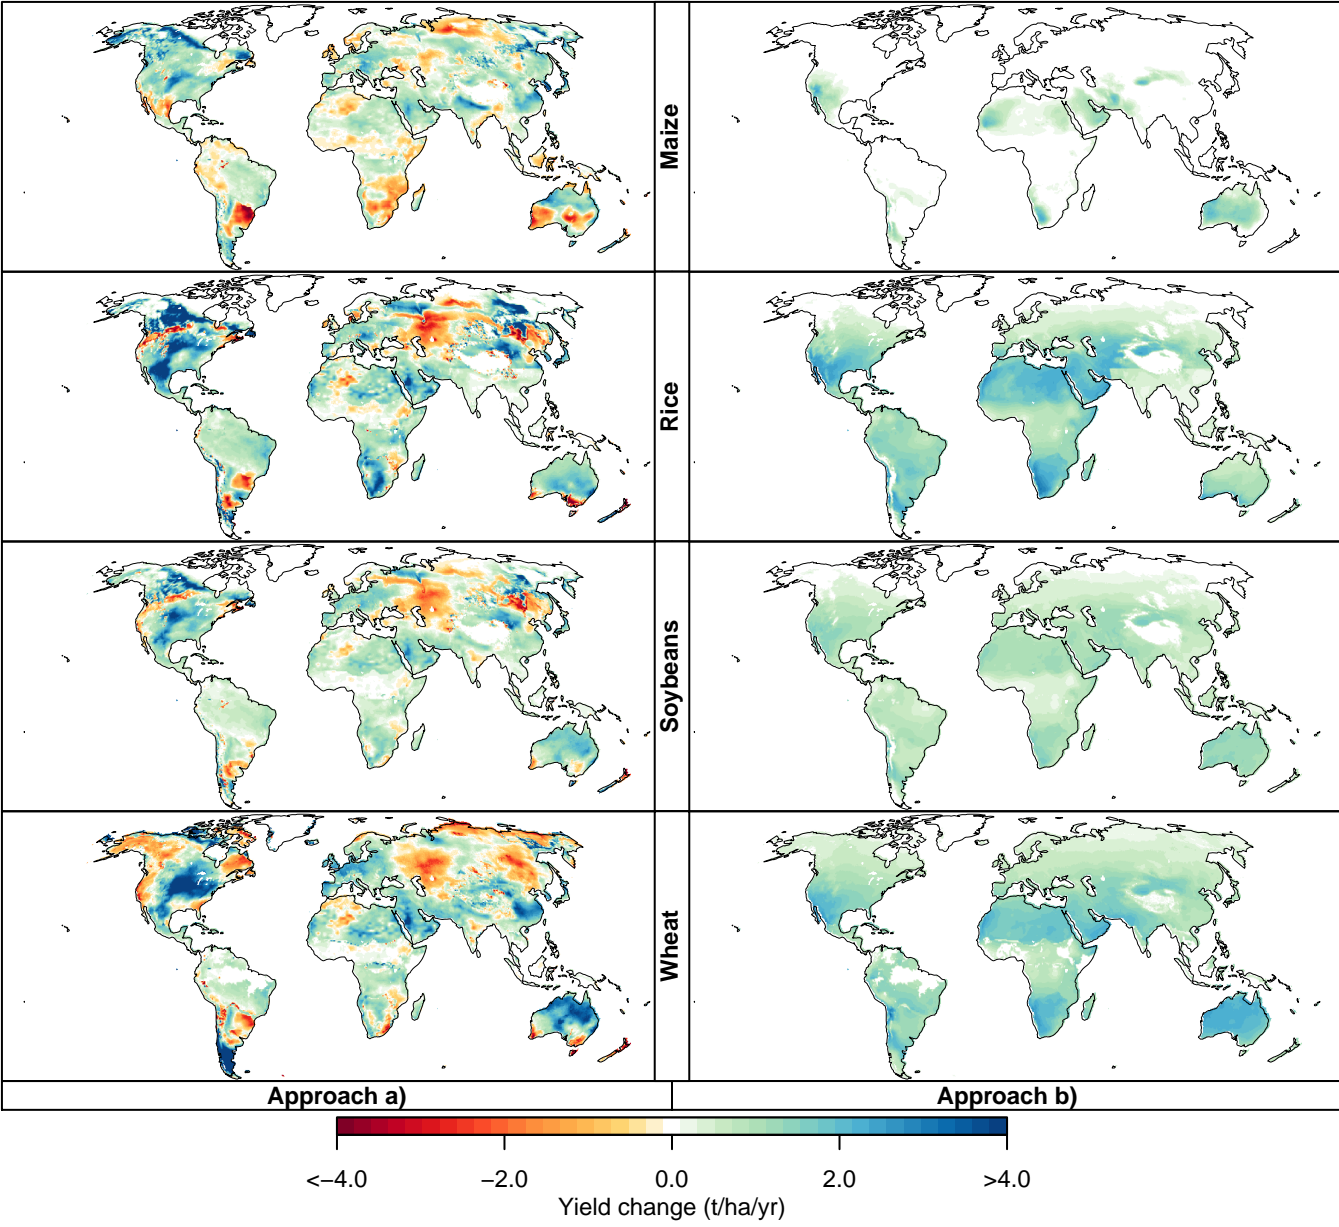 Maize
Rice
Soybeans
Wheat
Approach a)
Approach b)
<−4.0
−2.0
0.0
2.0
>4.0
Yield change (t/ha/yr)